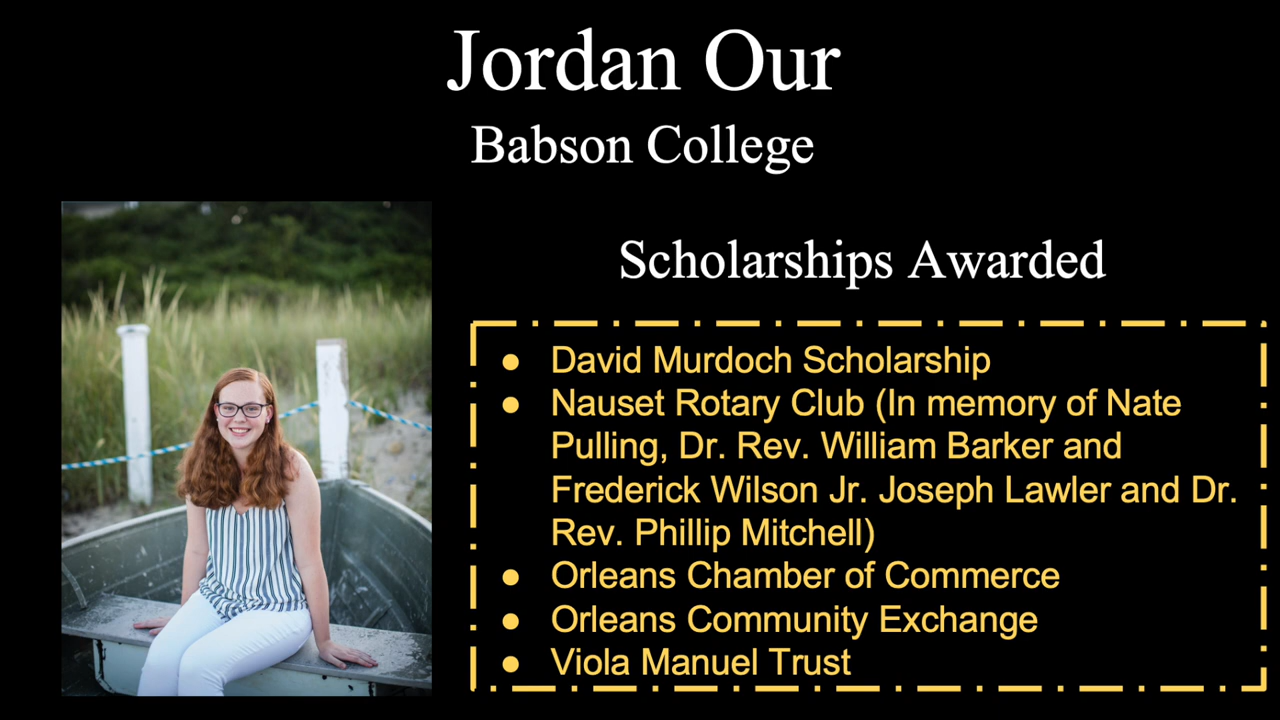 Jordan Our
Babson College
Scholarships Awarded
● David Murdoch Scholarship
● Nauset Rotary Club (In memory of Nate
Pulling, Dr. Rev. William Barker and
Frederick Wilson Jr. Joseph Lawler and Dr.
Rev. Phillip Mitchell)
● Orleans Chamber of Commerce
● Orleans Community Exchange
● Viola Manuel Trust